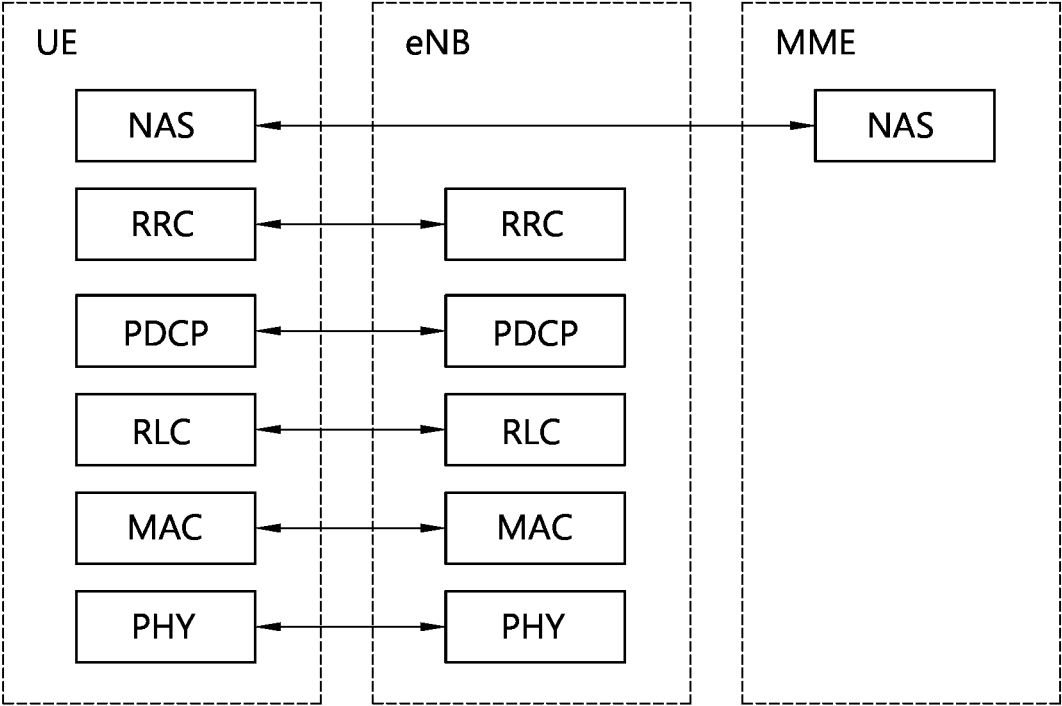 UE
eNB
MME
NAS
NAS
RRC
RRC
PDCP
PDCP
RLC
RLC
MAC
MAC
PHY
PHY